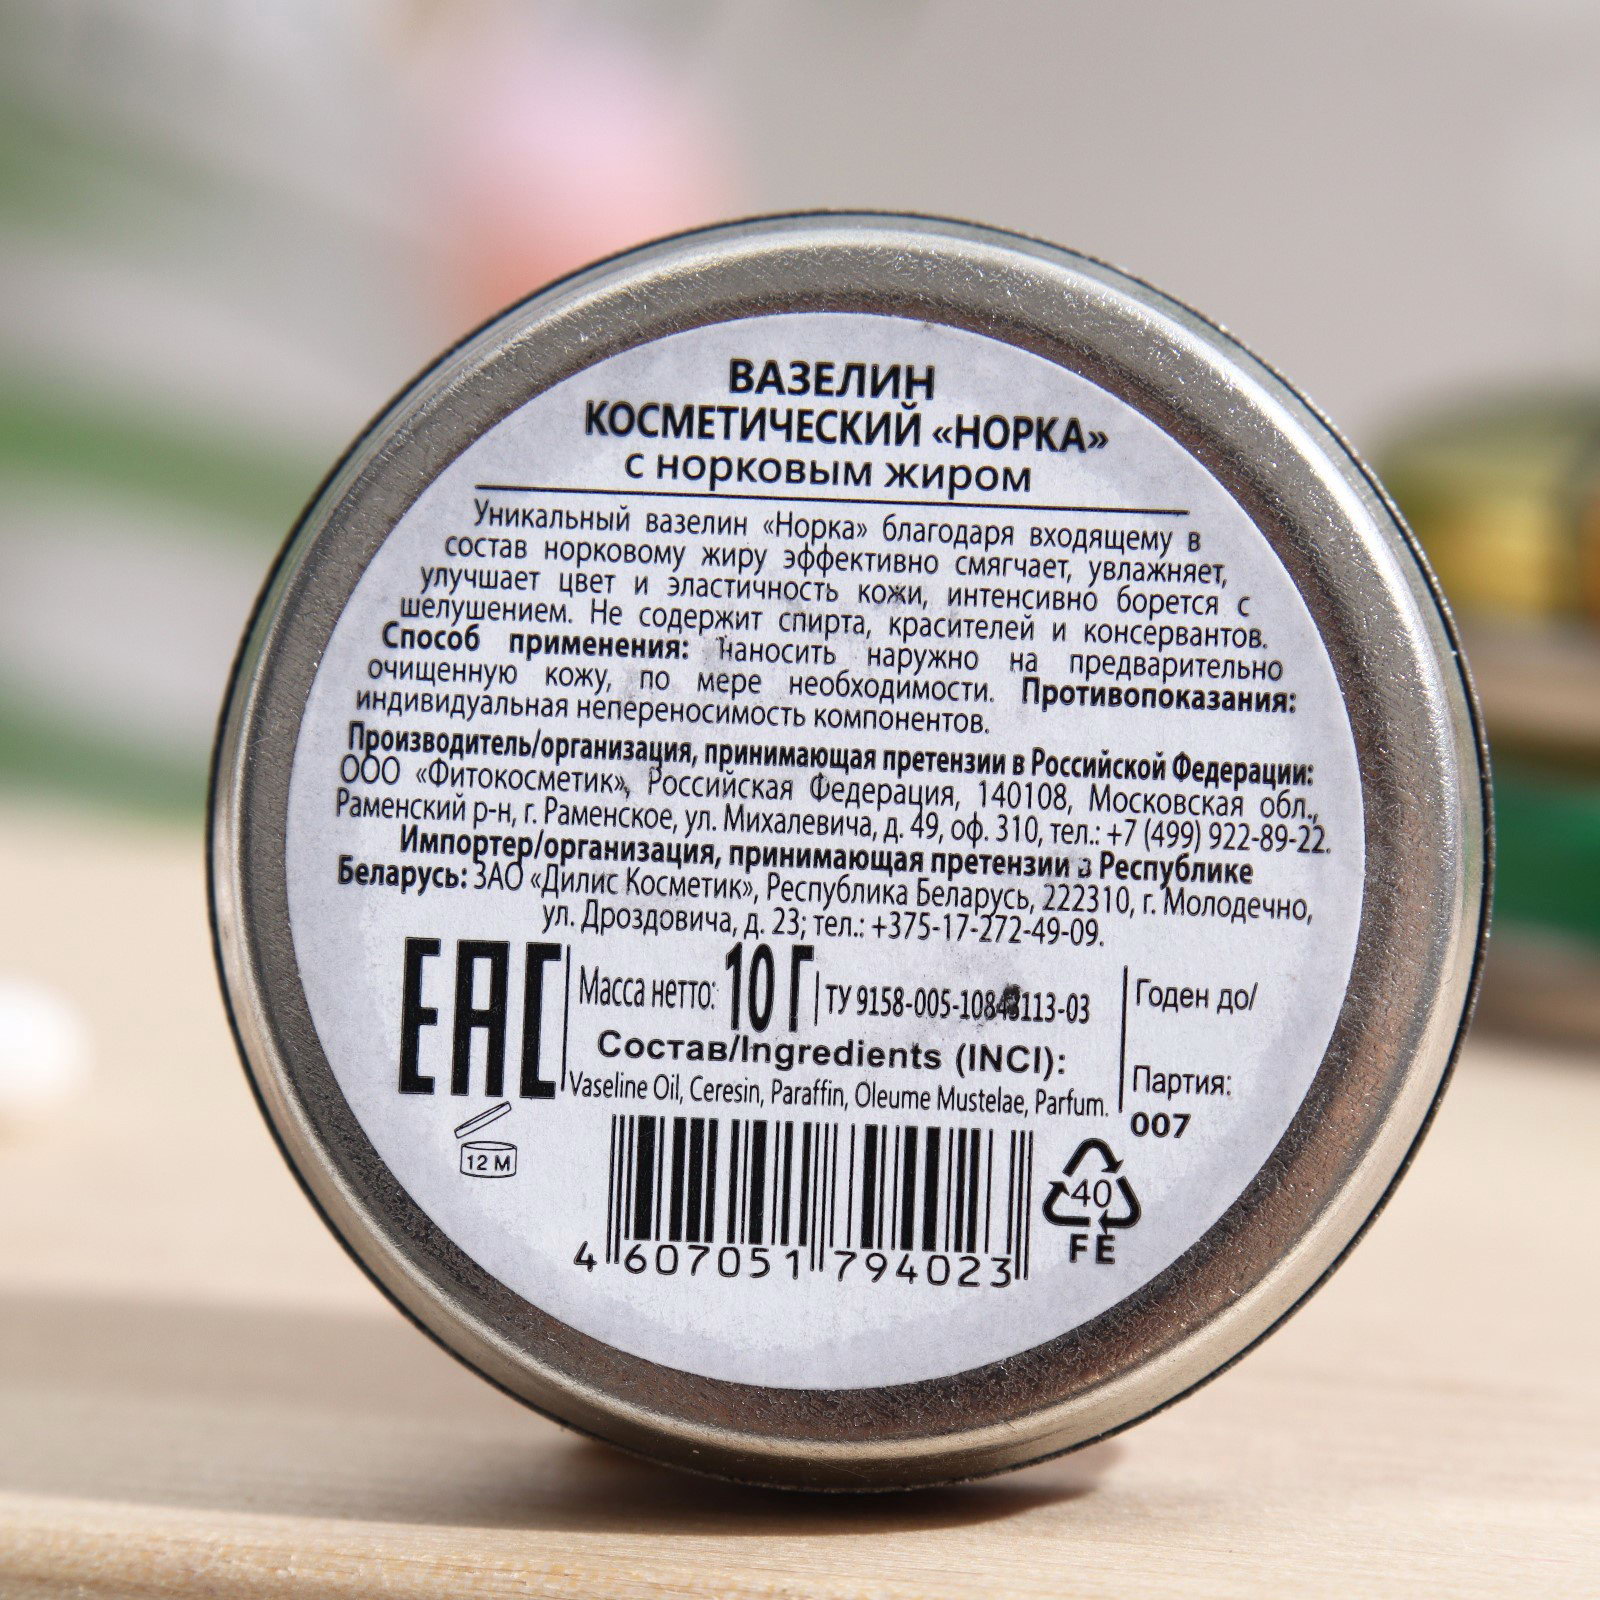 ВАЗЕЛИН
КОСМЕТИЧЕСКИЙ «НОРКА»
с норковым жиром
Уникальный вазелин «Норка» благодаря входящему в
состав норковому жиру эффективно смягчает, увлажняет,
улучшает цвет и эластичность кожи, интенсивно борется с
шелушением. Не содержит спирта, красителей и консервантов.
Способ применения: наносить наружно на предварительно
очищенную кожу, по мере необходимости. Противопоказания:
индивидуальная непереносимость компонентов.
Производитель/организация, принимающая претензии в Российской Федерации:
ООО «Фитокосметик», Российская Федерация, 140108, Московская обл.,
Раменский р-н, г. Раменское, ул. Михалевича, д. 49, оф. 310, тел.: +7 (499) 922-89-22.
Импортер/организация, принимающая претензии в Республике
Беларусь: ЗАО «Дилис Косметик», Республика Беларусь, 222310, г. Молодечно,
ул. Дроздовича, д. 23; тел.: +375-17-272-49-09.
EAC
Масса нетто: 10 Г
ТУ 9158-005-10843113-03
Годен до/
Состав/Ingredients (INCI):
Vaseline Oil, Ceresin, Paraffin, Oleume Mustelae, Parfum.
Партия:
007
12 M
40
FE
4 607051 794023